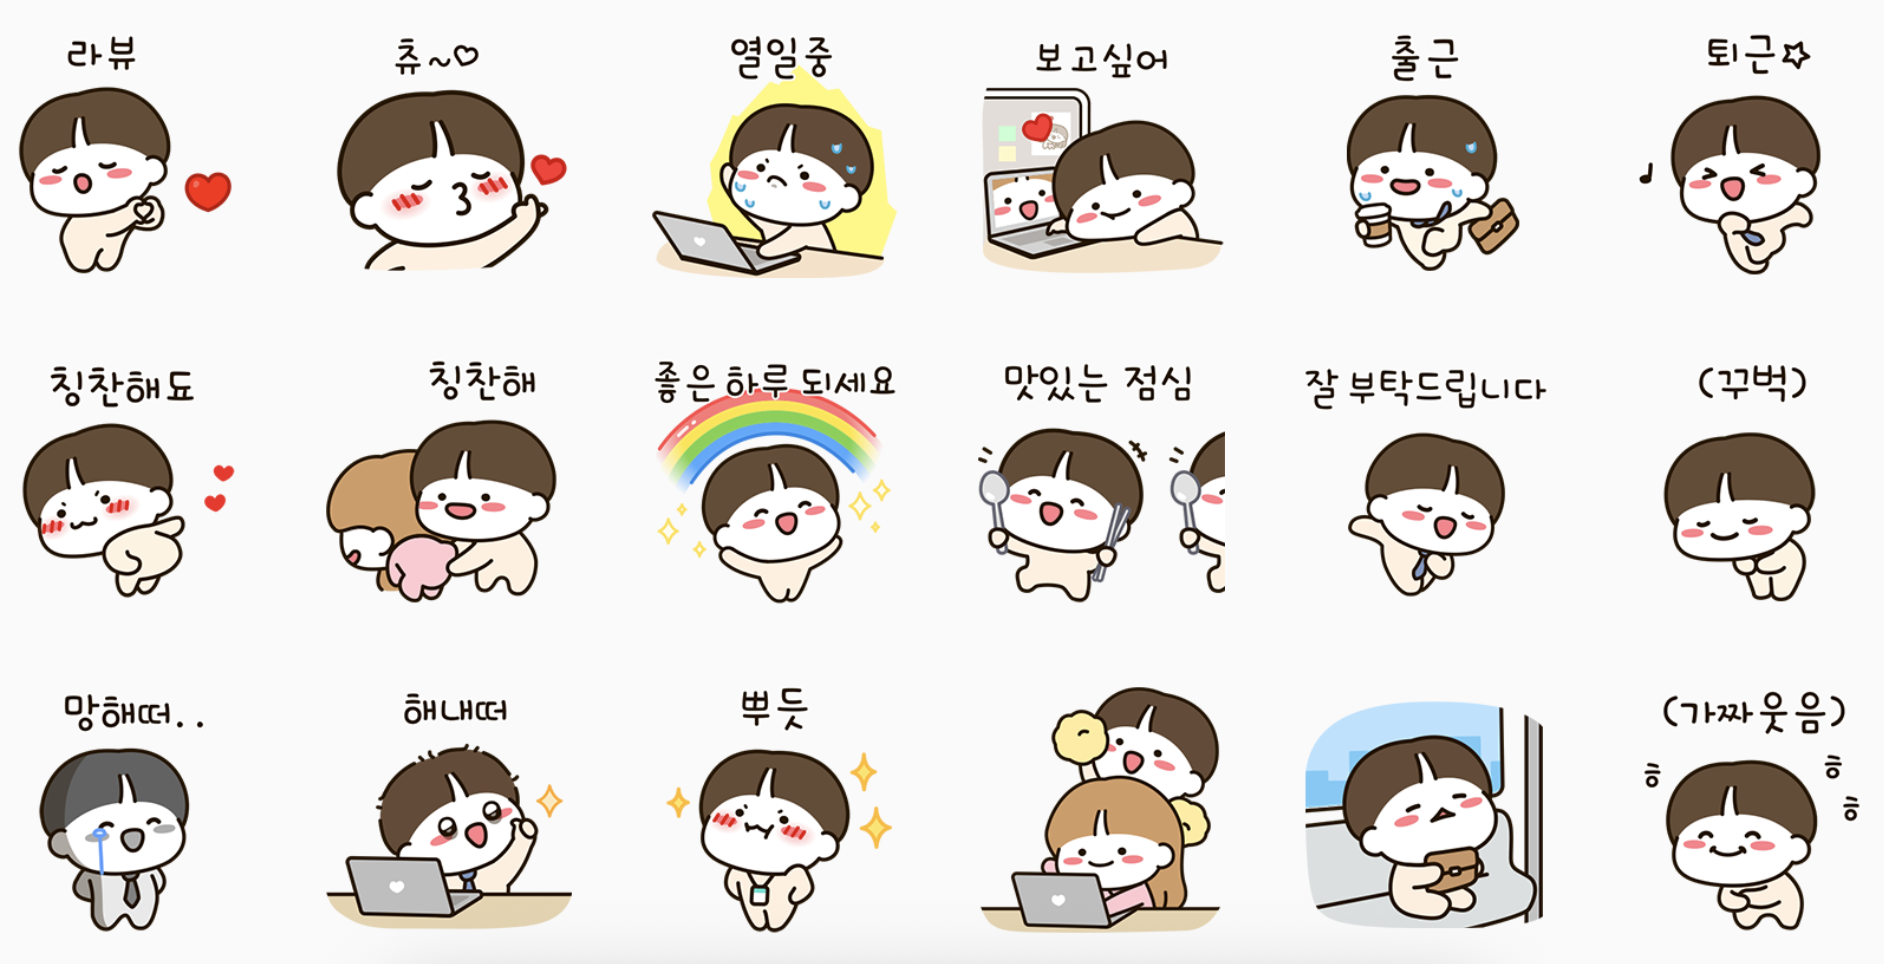 라뷰
츄~♡
열일중
보고싶어
출근
퇴근☆
칭찬해됴
칭찬해
좋은 하루 되세요
맛있는 점심
잘 부탁드립니다
(꾸벅)
망해떠..
해내떠
뿌듯
(가짜웃음)
ㅎ
ㅎ
ㅎ